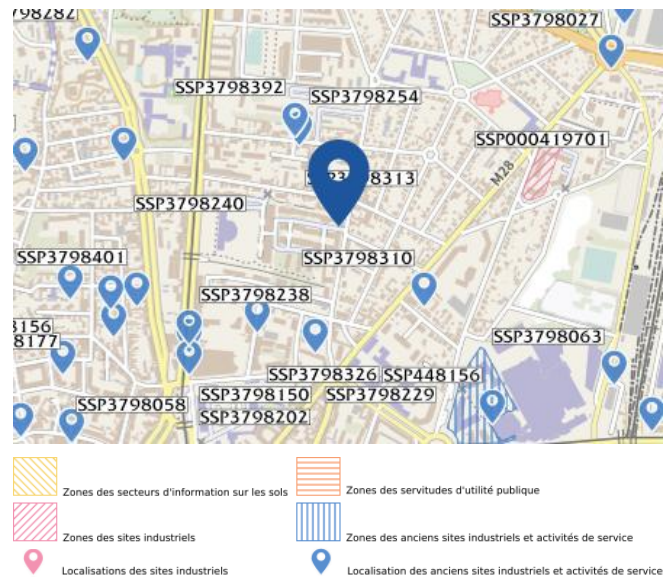 3798282
SSP3798027
SSP3798392
SSP3798254
SSP000419701
M28
SSP3798313
SSP3798240
SSP3798310
SSP3798401
SSP3798238
8156
8177
SSP3798063
SSP3798326
SSP448156
SSP3798058
SSP3798150
SSP3798229
SSP3798202
Zones des secteurs d'information sur les sols
Zones des servitudes d'utilité publique
Zones des sites industriels
Zones des anciens sites industriels et activités de service
Localisations des sites industriels
Localisation des anciens sites industriels et activités de service